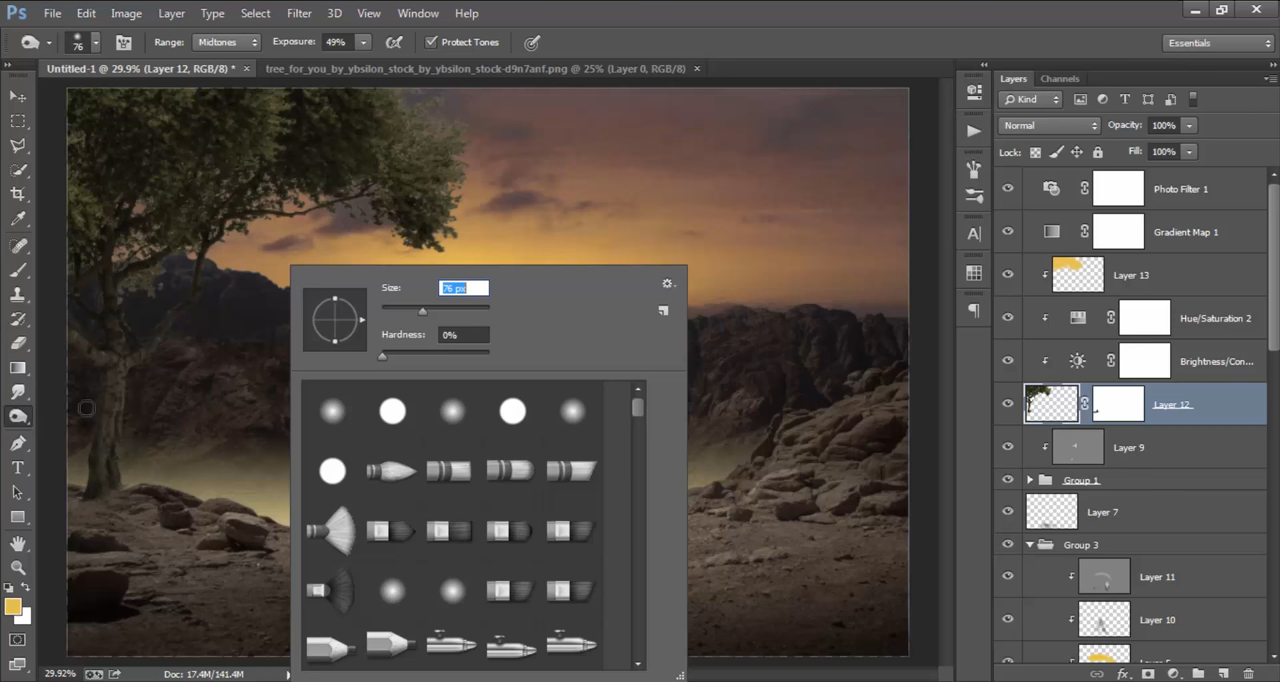 Ps File Edit Image Layer Type Select Filter 3D View Window Help
76 Range: Midtones Exposure: 49% Protect Tones Essentials
Untitled-1 @ 29.9% (Layer 12, RGB/8) * × tree_for_you_by_ybsilon_stock_by_ybsilon_stock-d9n7anf.png @ 25% (Layer 0, RGB/8) ×
Layers Channels
Kind
Normal Opacity: 100%
Lock: Fill: 100%
Photo Filter 1
Gradient Map 1
Layer 13
Hue/Saturation 2
Brightness/Con...
Layer 12
Layer 9
Group 1
Layer 7
Group 3
Layer 11
Layer 10
Size: 76 px
Hardness: 0%
29.92% Doc: 17.4M/141.4M